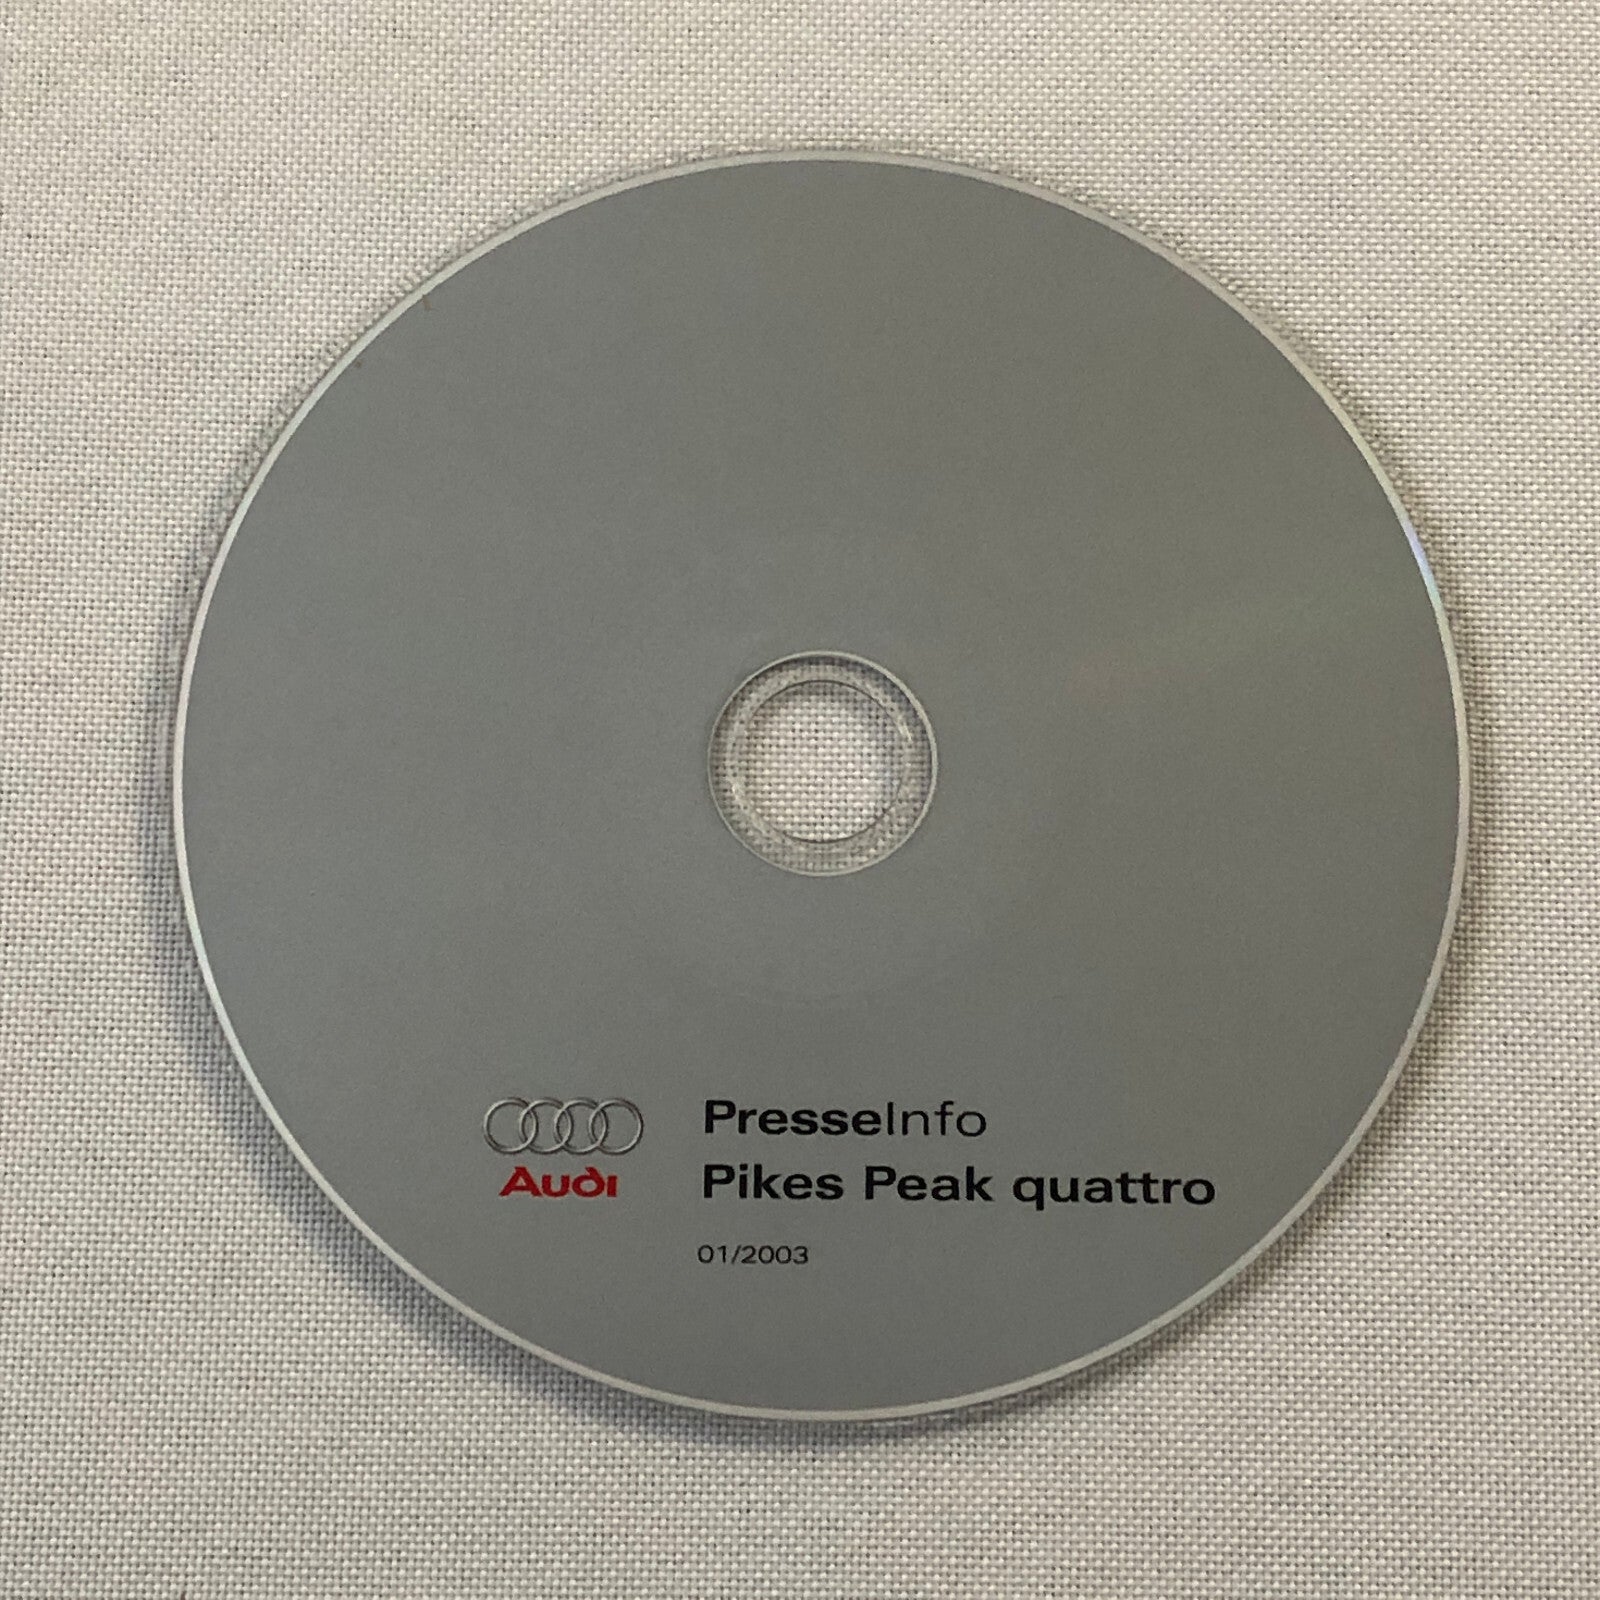 PresseInfo
Audi
Pikes Peak quattro
01/2003